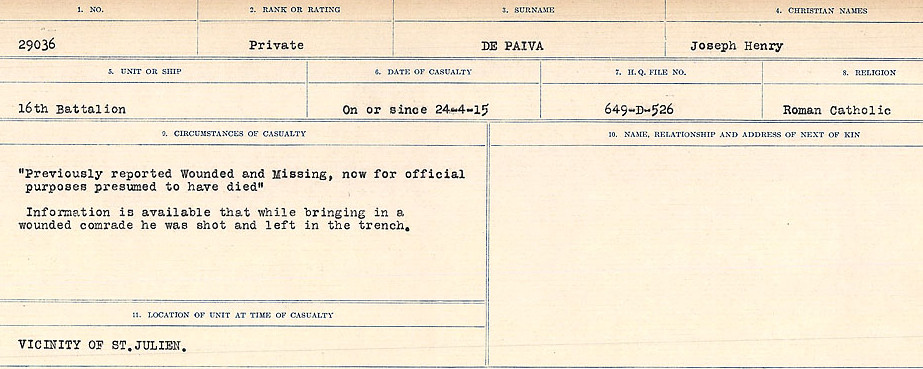 1. NO.
2. RANK OR RATING
3. SURNAME
4. CHRISTIAN NAMES
29036
Private
DE PAIVA
Joseph Henry
5. UNIT OR SHIP
6. DATE OF CASUALTY
7. H.Q. FILE NO.
8. RELIGION
16th Battalion
On or since 24-4-15
649-D-526
Roman Catholic
9. CIRCUMSTANCES OF CASUALTY
"Previously reported Wounded and Missing, now for official
purposes presumed to have died"
Information is available that while bringing in a
wounded comrade he was shot and left in the trench.
10. NAME, RELATIONSHIP AND ADDRESS OF NEXT OF KIN
11. LOCATION OF UNIT AT TIME OF CASUALTY
VICINITY OF ST.JULIEN.